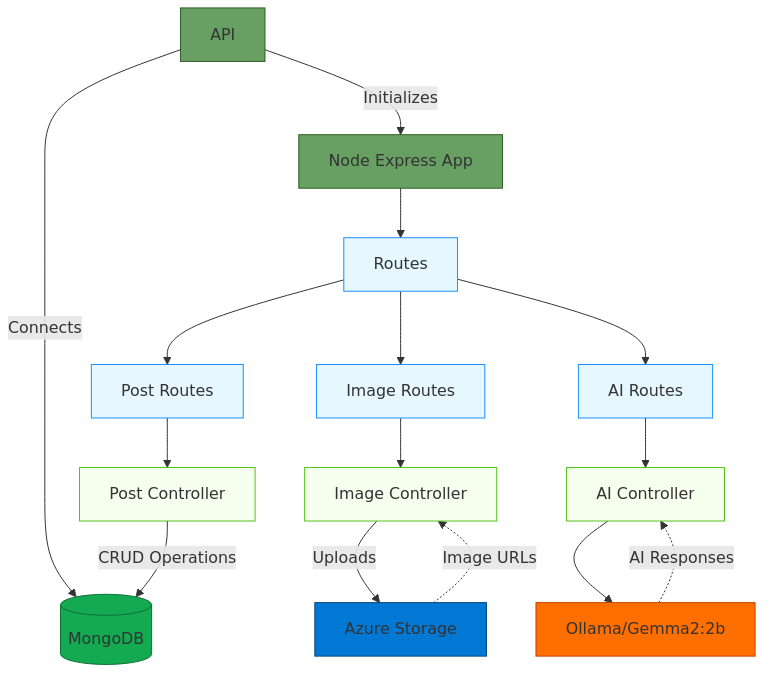 API
Initializes
Node Express App
Routes
Connects
Post Routes
Image Routes
AI Routes
Post Controller
Image Controller
AI Controller
CRUD Operations
Uploads
Image URLs
AI Responses
MongoDB
Azure Storage
Ollama/Gemma2:2b